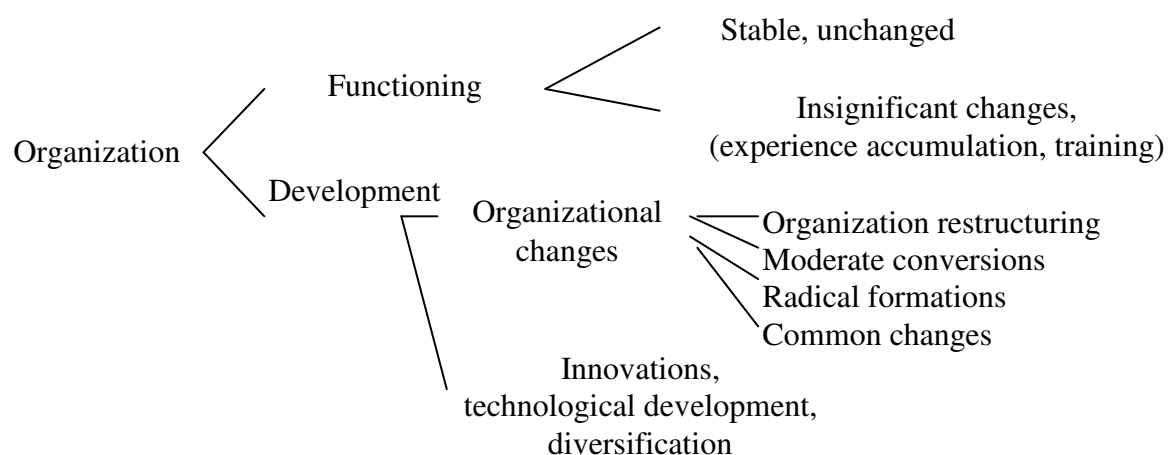 Stable, unchanged
Functioning
Insignificant changes,
(experience accumulation, training)
Organization
Development
Organizational
changes
Organization restructuring
Moderate conversions
Radical formations
Common changes
Innovations,
technological development,
diversification